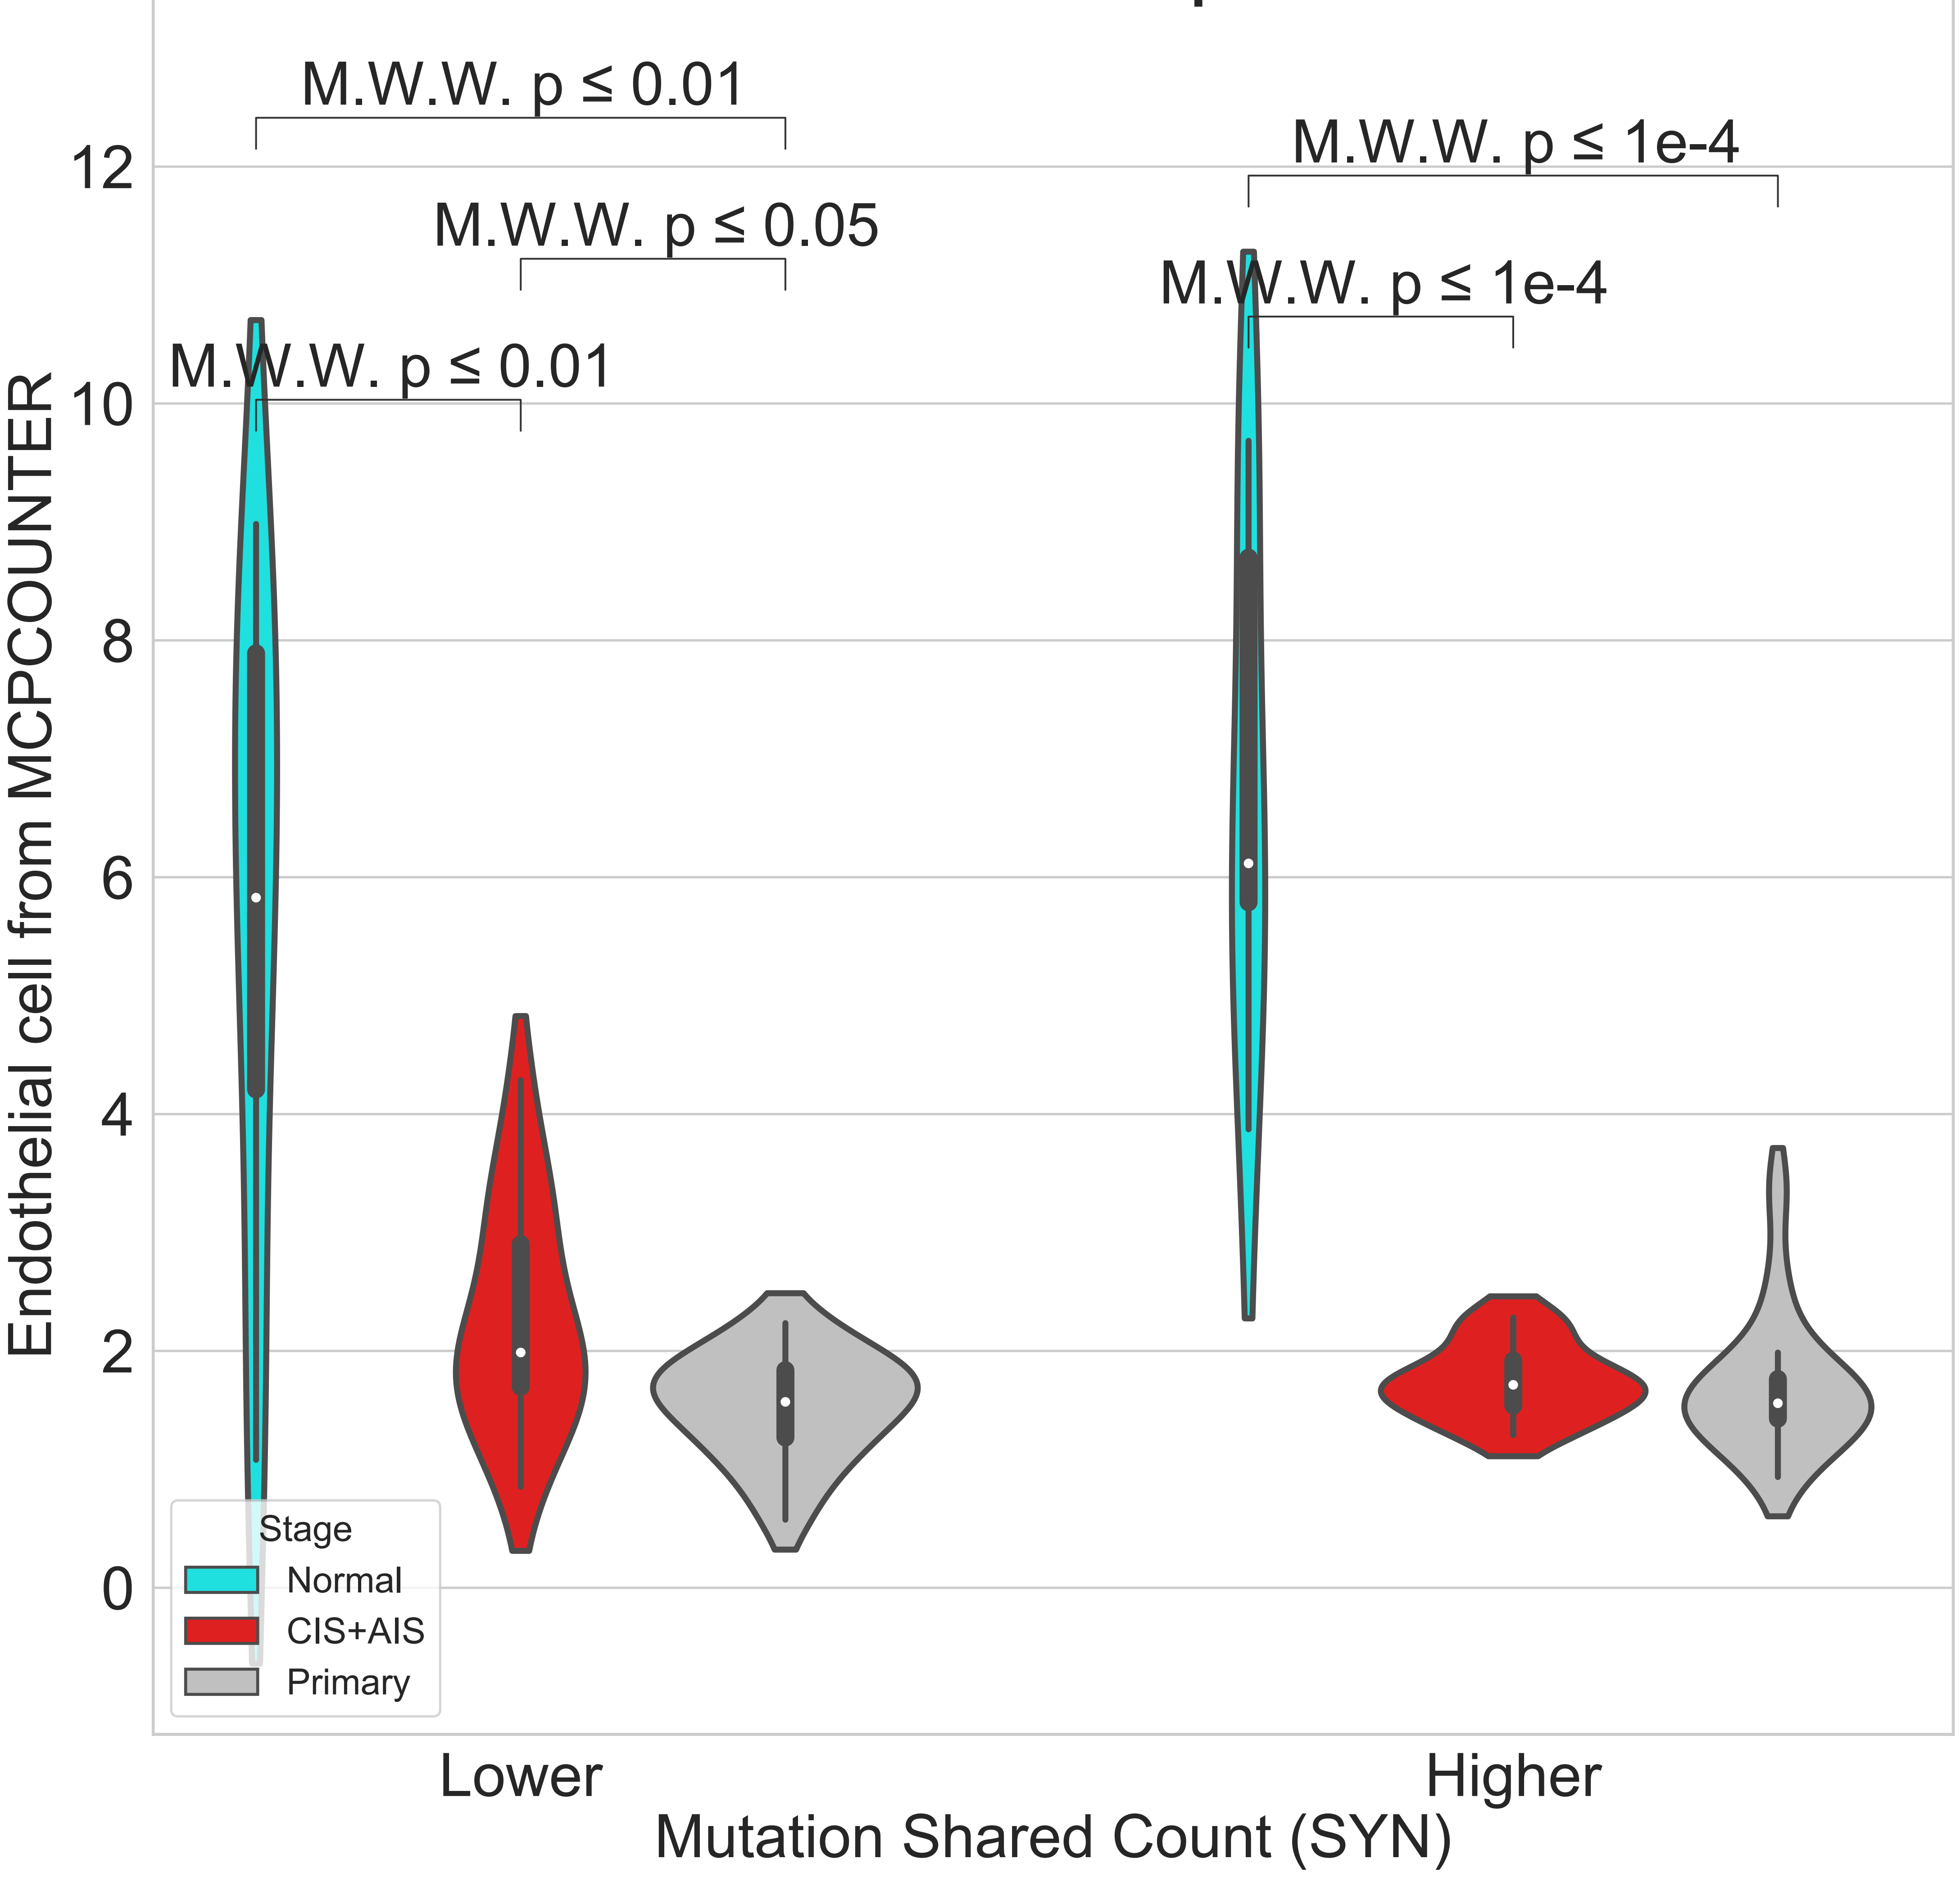 M.W.W. p ≤ 0.01
M.W.W. p ≤ 1e-4
M.W.W. p ≤ 0.05
M.W.W. p ≤ 1e-4
M.W.W. p ≤ 0.01
12
10
8
6
4
2
0
Endothelial cell from MCPCOUNTER
Stage
Normal
CIS+AIS
Primary
Lower
Higher
Mutation Shared Count (SYN)